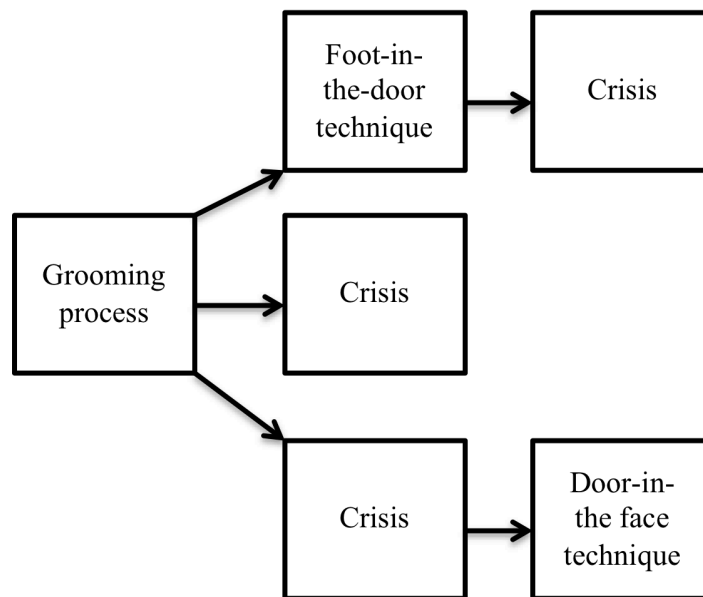 Foot-in-
the-door
technique
Crisis
Grooming
process
Crisis
Crisis
Door-in-
the face
technique